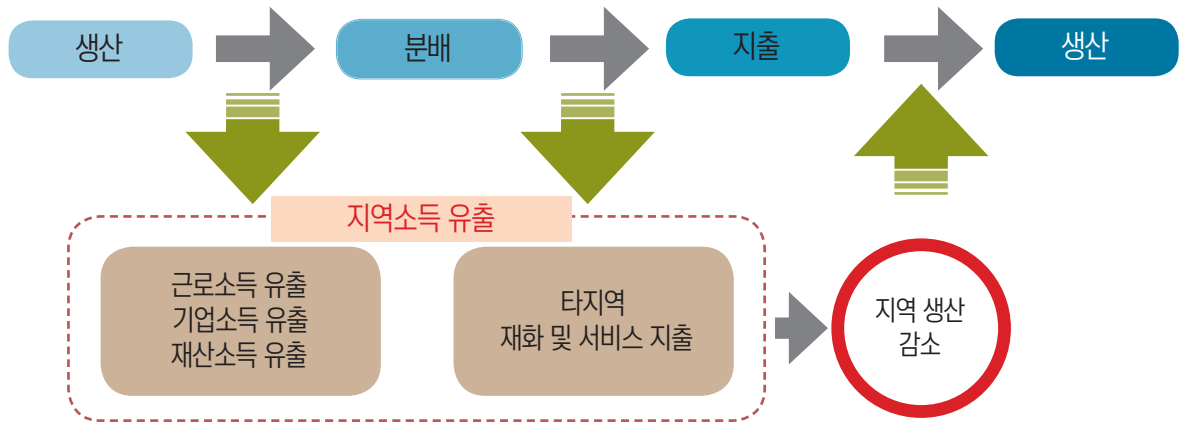 생산
분배
지출
생산
지역소득 유출
근로소득 유출
기업소득 유출
재산소득 유출
타지역
재화 및 서비스 지출
지역 생산
감소